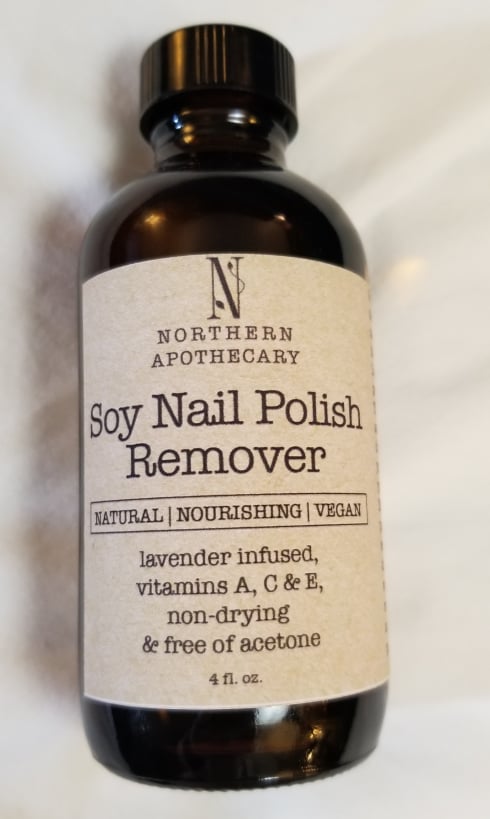 N
NORTHERN
APOTHECARY
Soy Nail Polish
Remover
NATURAL | NOURISHING | VEGAN
lavender infused,
vitamins A, C & E,
non-drying
& free of acetone
4 fl. oz.